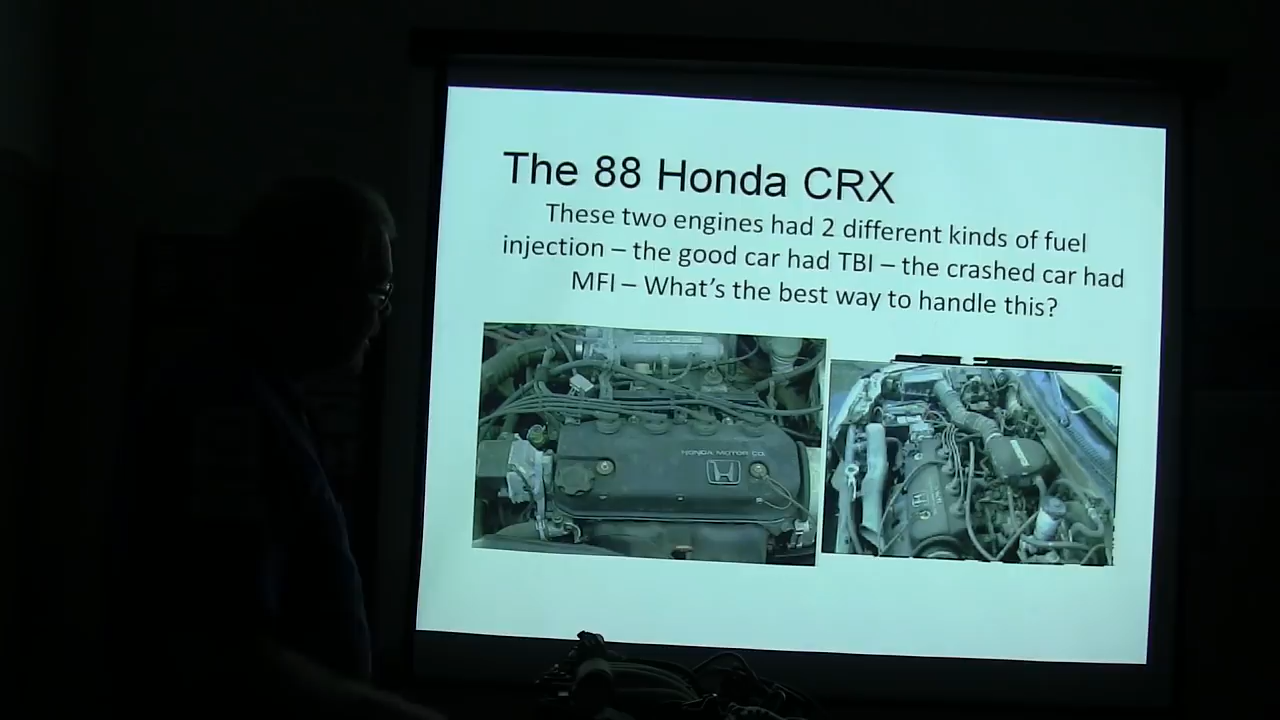 The 88 Honda CRX
These two engines had 2 different kinds of fuel
injection – the good car had TBI – the crashed car had
MFI – What's the best way to handle this?
HONDA MOTOR CO.